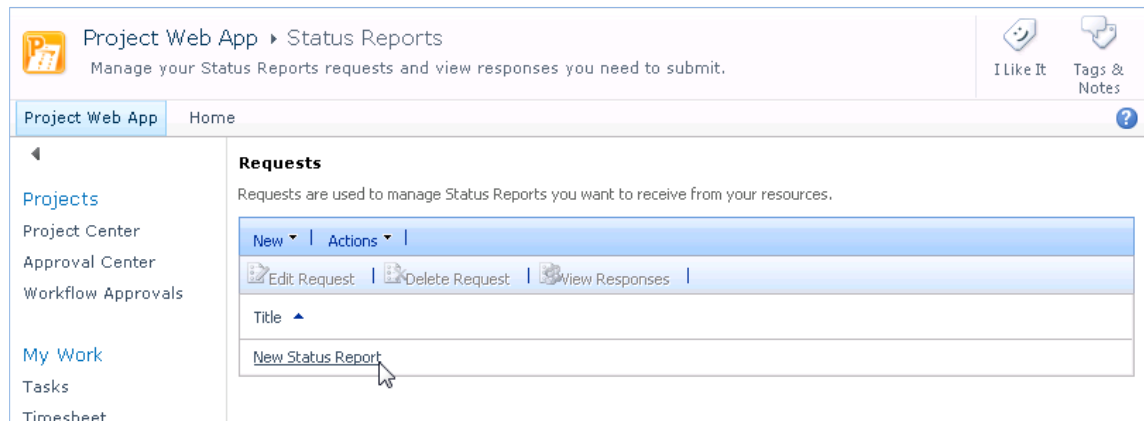 Project Web App ▸ Status Reports
Manage your Status Reports requests and view responses you need to submit.
I Like It
Tags &
Notes
Project Web App Home
Projects
Project Center
Approval Center
Workflow Approvals
My Work
Tasks
Timesheet
Requests
Requests are used to manage Status Reports you want to receive from your resources.
New | Actions |
Edit Request | Delete Request | View Responses |
Title
New Status Report